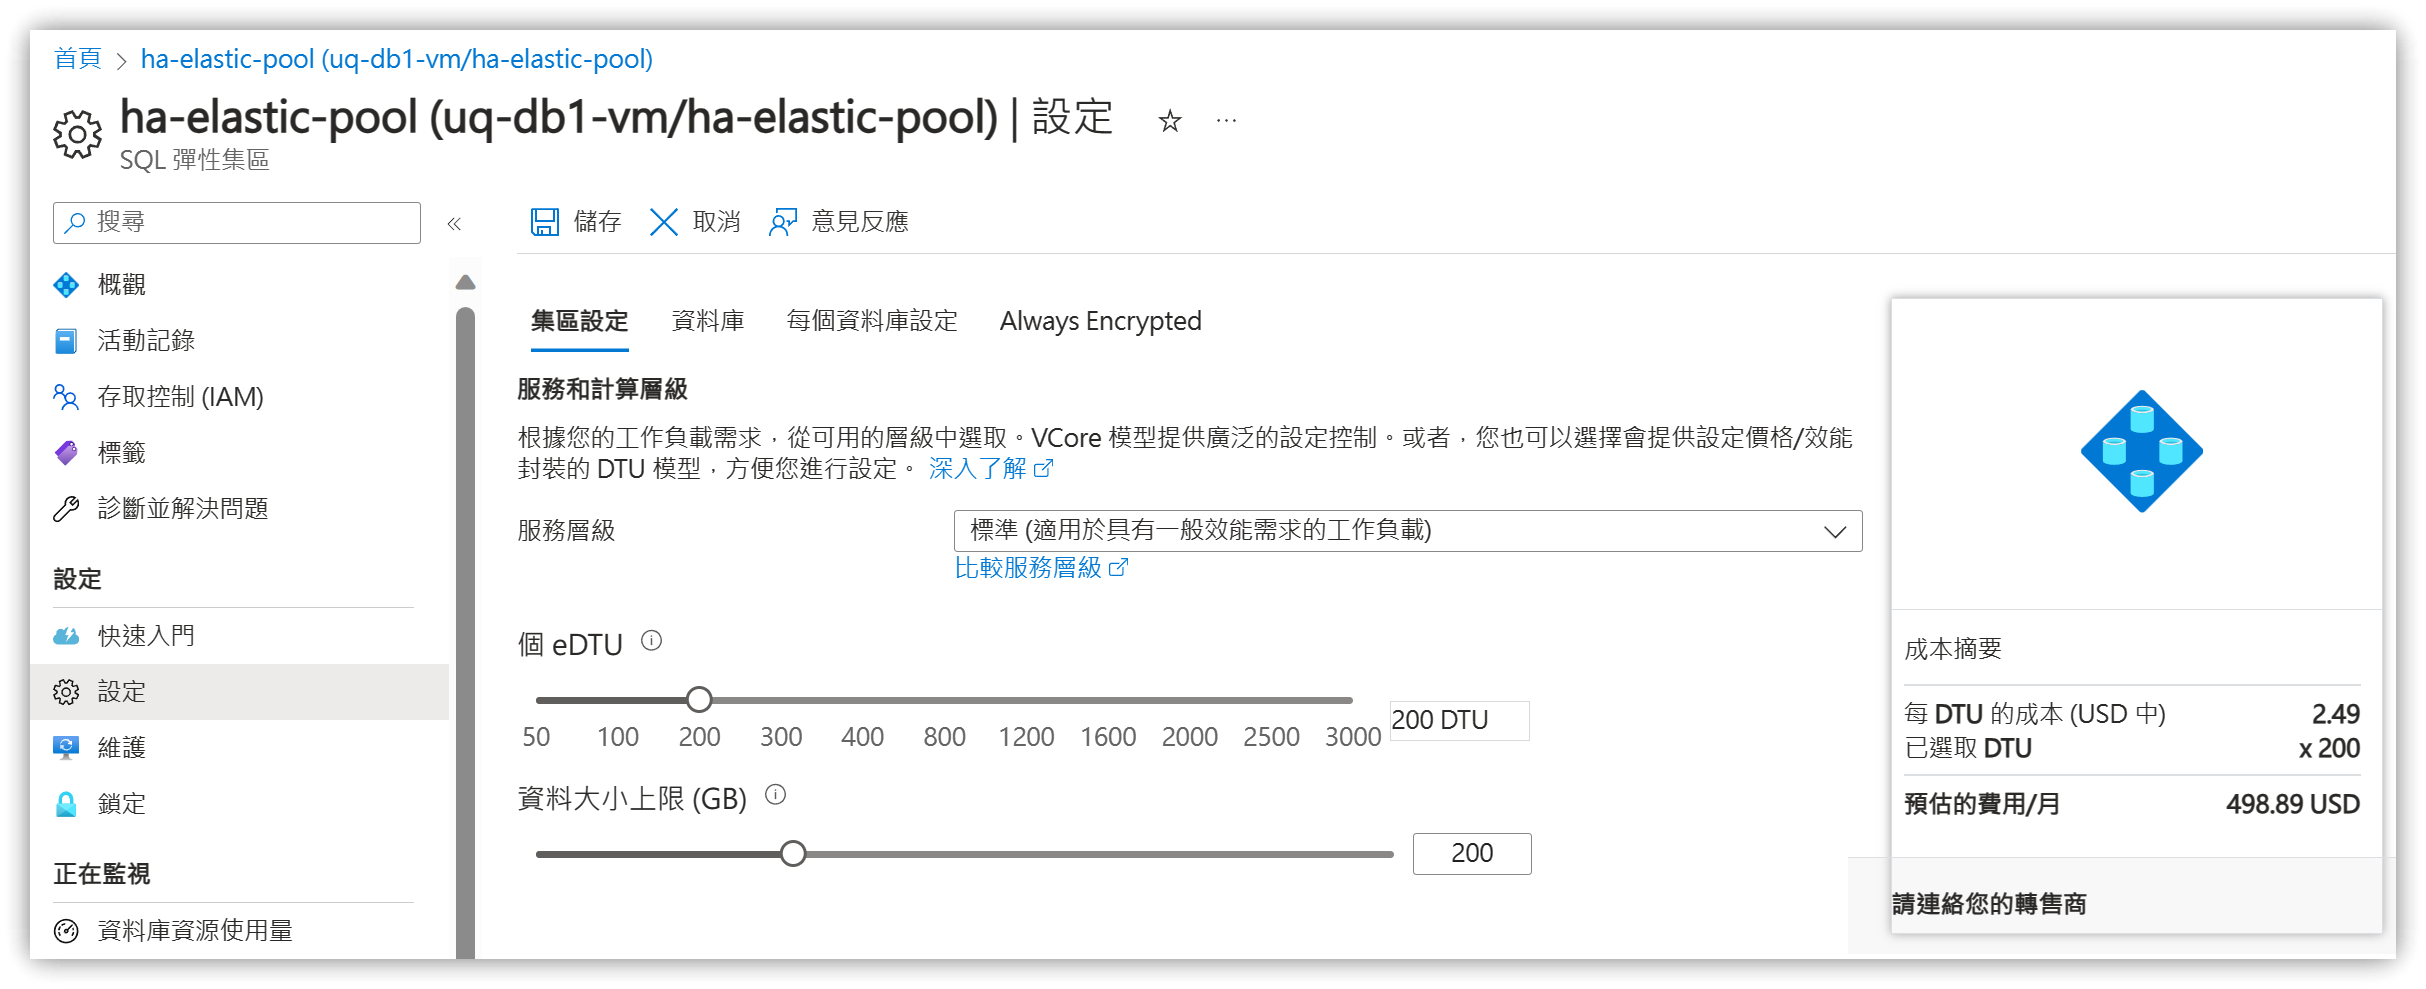 首頁 > ha-elastic-pool (uq-db1-vm/ha-elastic-pool)
ha-elastic-pool (uq-db1-vm/ha-elastic-pool) | 設定 ☆ …
SQL 彈性集區
搜尋 «
概觀
活動記錄
存取控制 (IAM)
標籤
診斷並解決問題
設定
快速入門
設定
維護
鎖定
正在監視
資料庫資源使用量
儲存 取消 意見反應
集區設定 資料庫 每個資料庫設定 Always Encrypted
服務和計算層級
根據您的工作負載需求，從可用的層級中選取。VCore 模型提供廣泛的設定控制。或者，您也可以選擇會提供設定價格/效能
封裝的 DTU 模型，方便您進行設定。 深入了解
服務層級 標準 (適用於具有一般效能需求的工作負載)
比較服務層級
個 eDTU
50 100 200 300 400 800 1200 1600 2000 2500 3000 200 DTU
資料大小上限 (GB)
200
成本摘要
每 DTU 的成本 (USD 中) 2.49
已選取 DTU x 200
預估的費用/月 498.89 USD
請連絡您的轉售商